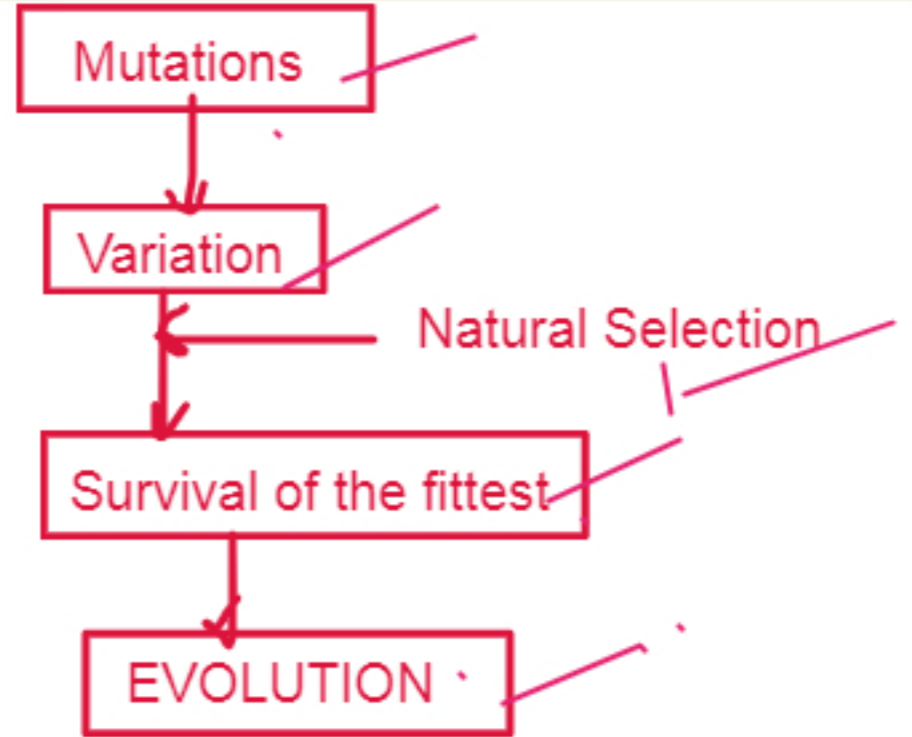 Mutations
Variation
Natural Selection
Survival of the fittest
EVOLUTION